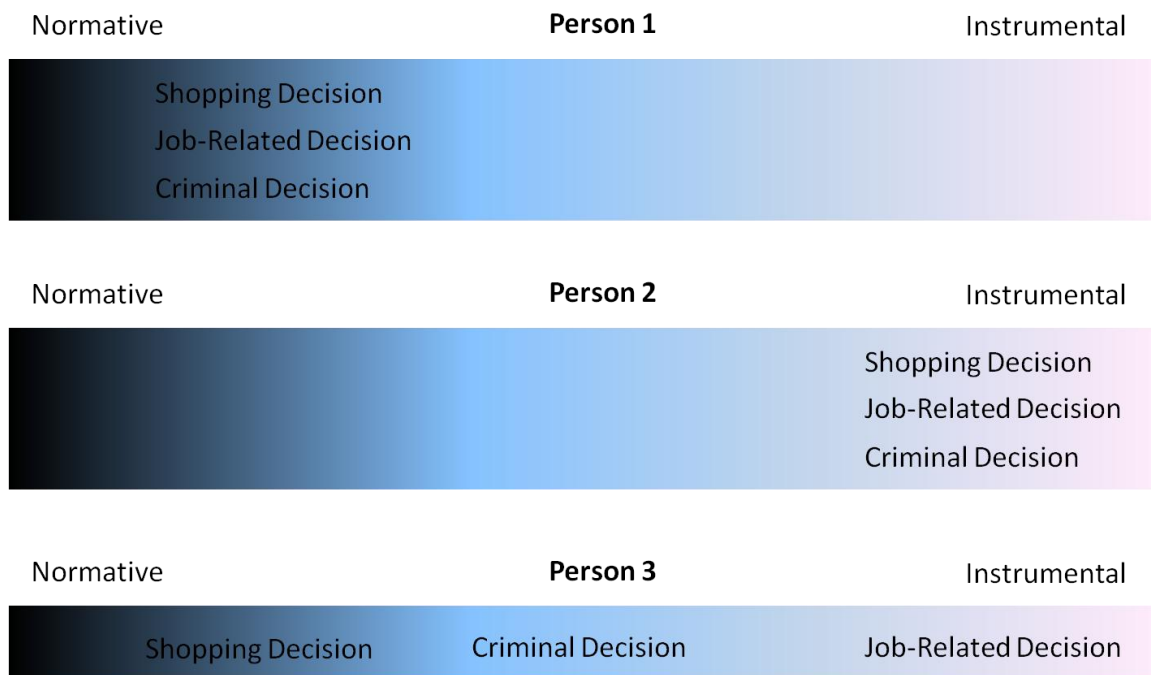 Normative Person 1 Instrumental
Shopping Decision
Job-Related Decision
Criminal Decision
Normative Person 2 Instrumental
Shopping Decision
Job-Related Decision
Criminal Decision
Normative Person 3 Instrumental
Shopping Decision Criminal Decision Job-Related Decision